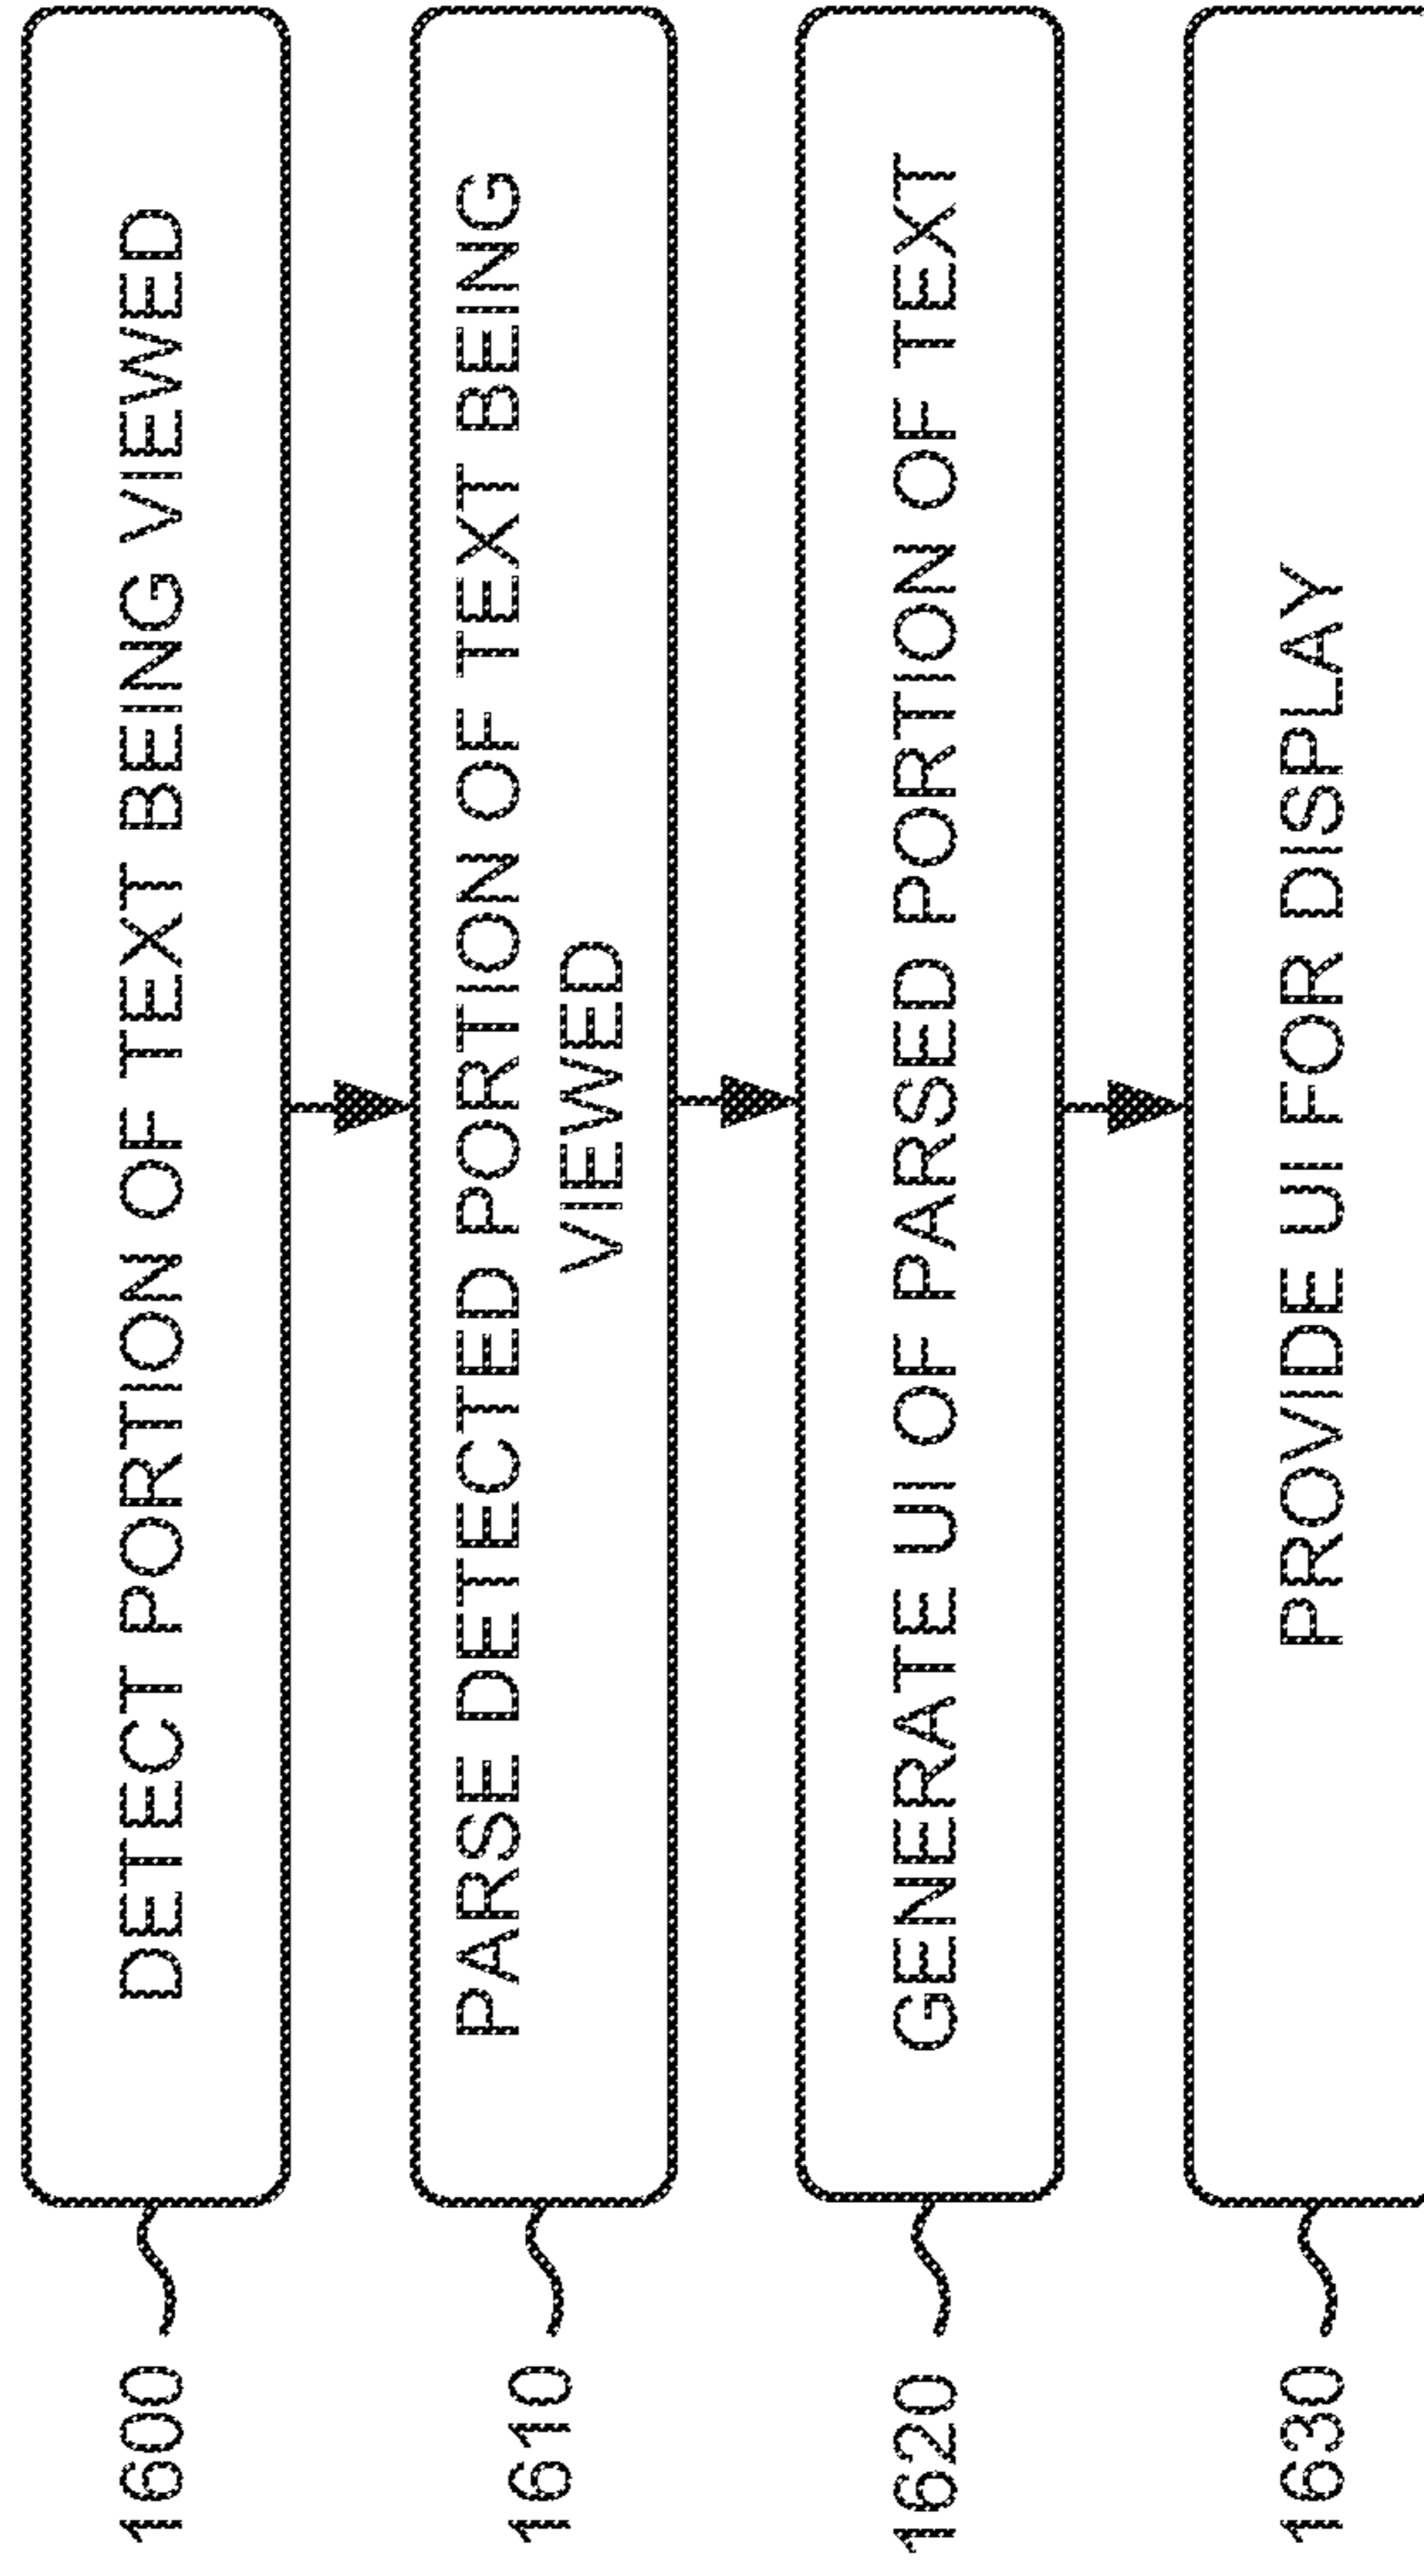 1600
DETECT PORTION OF TEXT BEING VIEWED
1610
PARSE DETECTED PORTION OF TEXT BEING
VIEWED
1620
GENERATE UI OF PARSED PORTION OF TEXT
1630
PROVIDE UI FOR DISPLAY